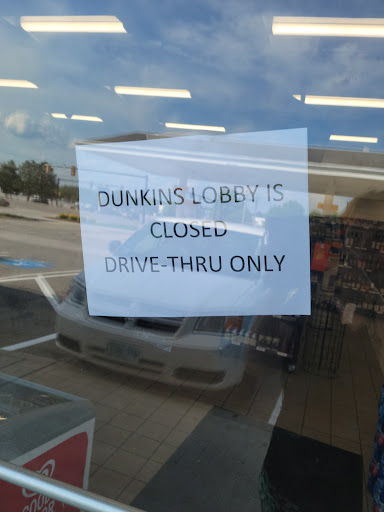 DUNKINS LOBBY IS
CLOSED
DRIVE-THRU ONLY